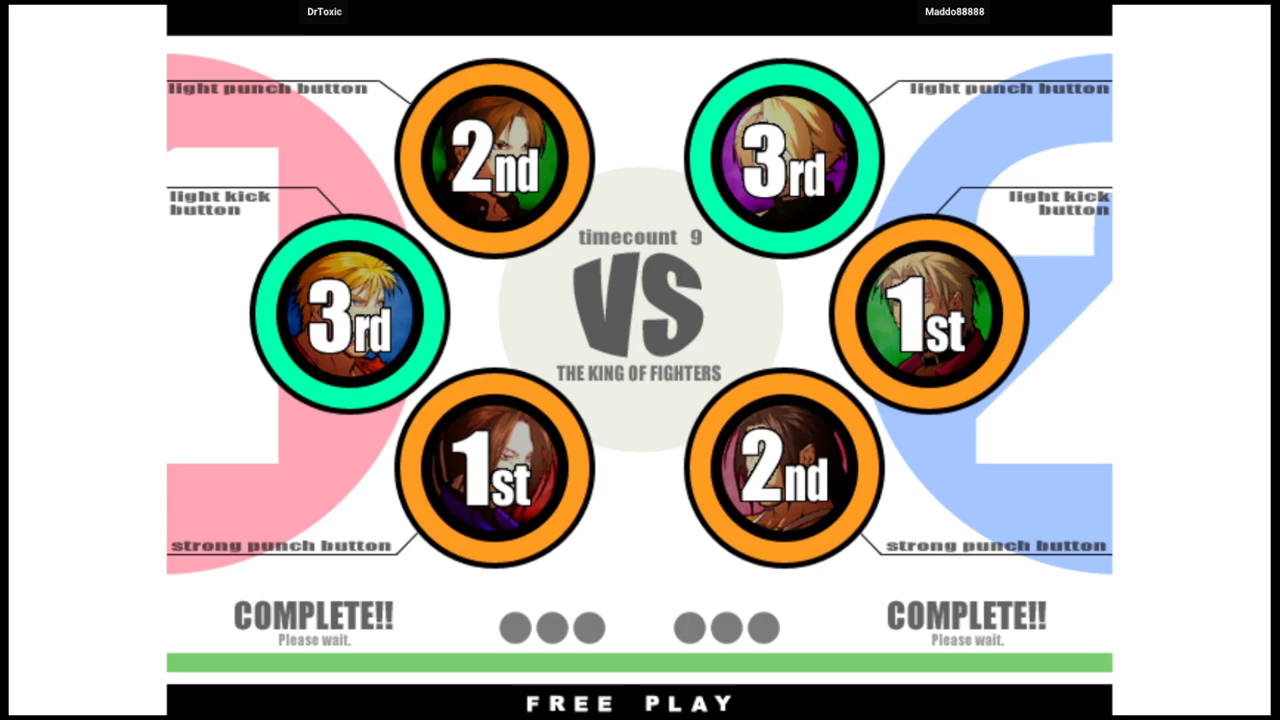 DrToxic
Maddo88888
light punch button
light punch button
2nd
3rd
light kick
button
light kick
button
timecount 9
VS
THE KING OF FIGHTERS
3rd
1st
1st
2nd
strong punch button
strong punch button
COMPLETE!!
Please wait.
COMPLETE!!
Please wait.
FREE PLAY
1
2